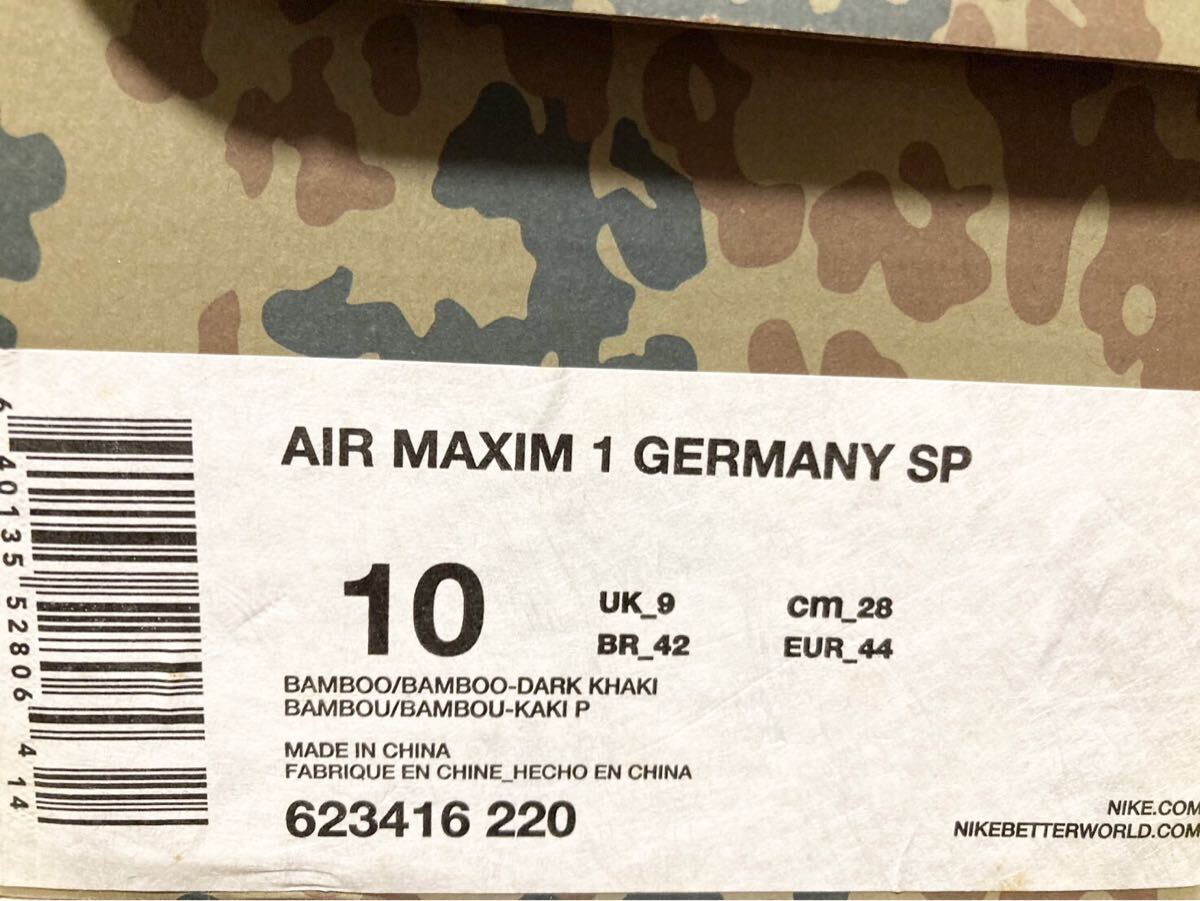 AIR MAXIM 1 GERMANY SP
10
UK_9
cm_28
BR_42
EUR_44
BAMBOO/BAMBOO-DARK KHAKI
BAMBOU/BAMBOU-KAKI P
MADE IN CHINA
FABRIQUE EN CHINE_HECHO EN CHINA
623416 220
NIKE.COM
NIKEBETTERWORLD.COM
6 40135 52806 4 14